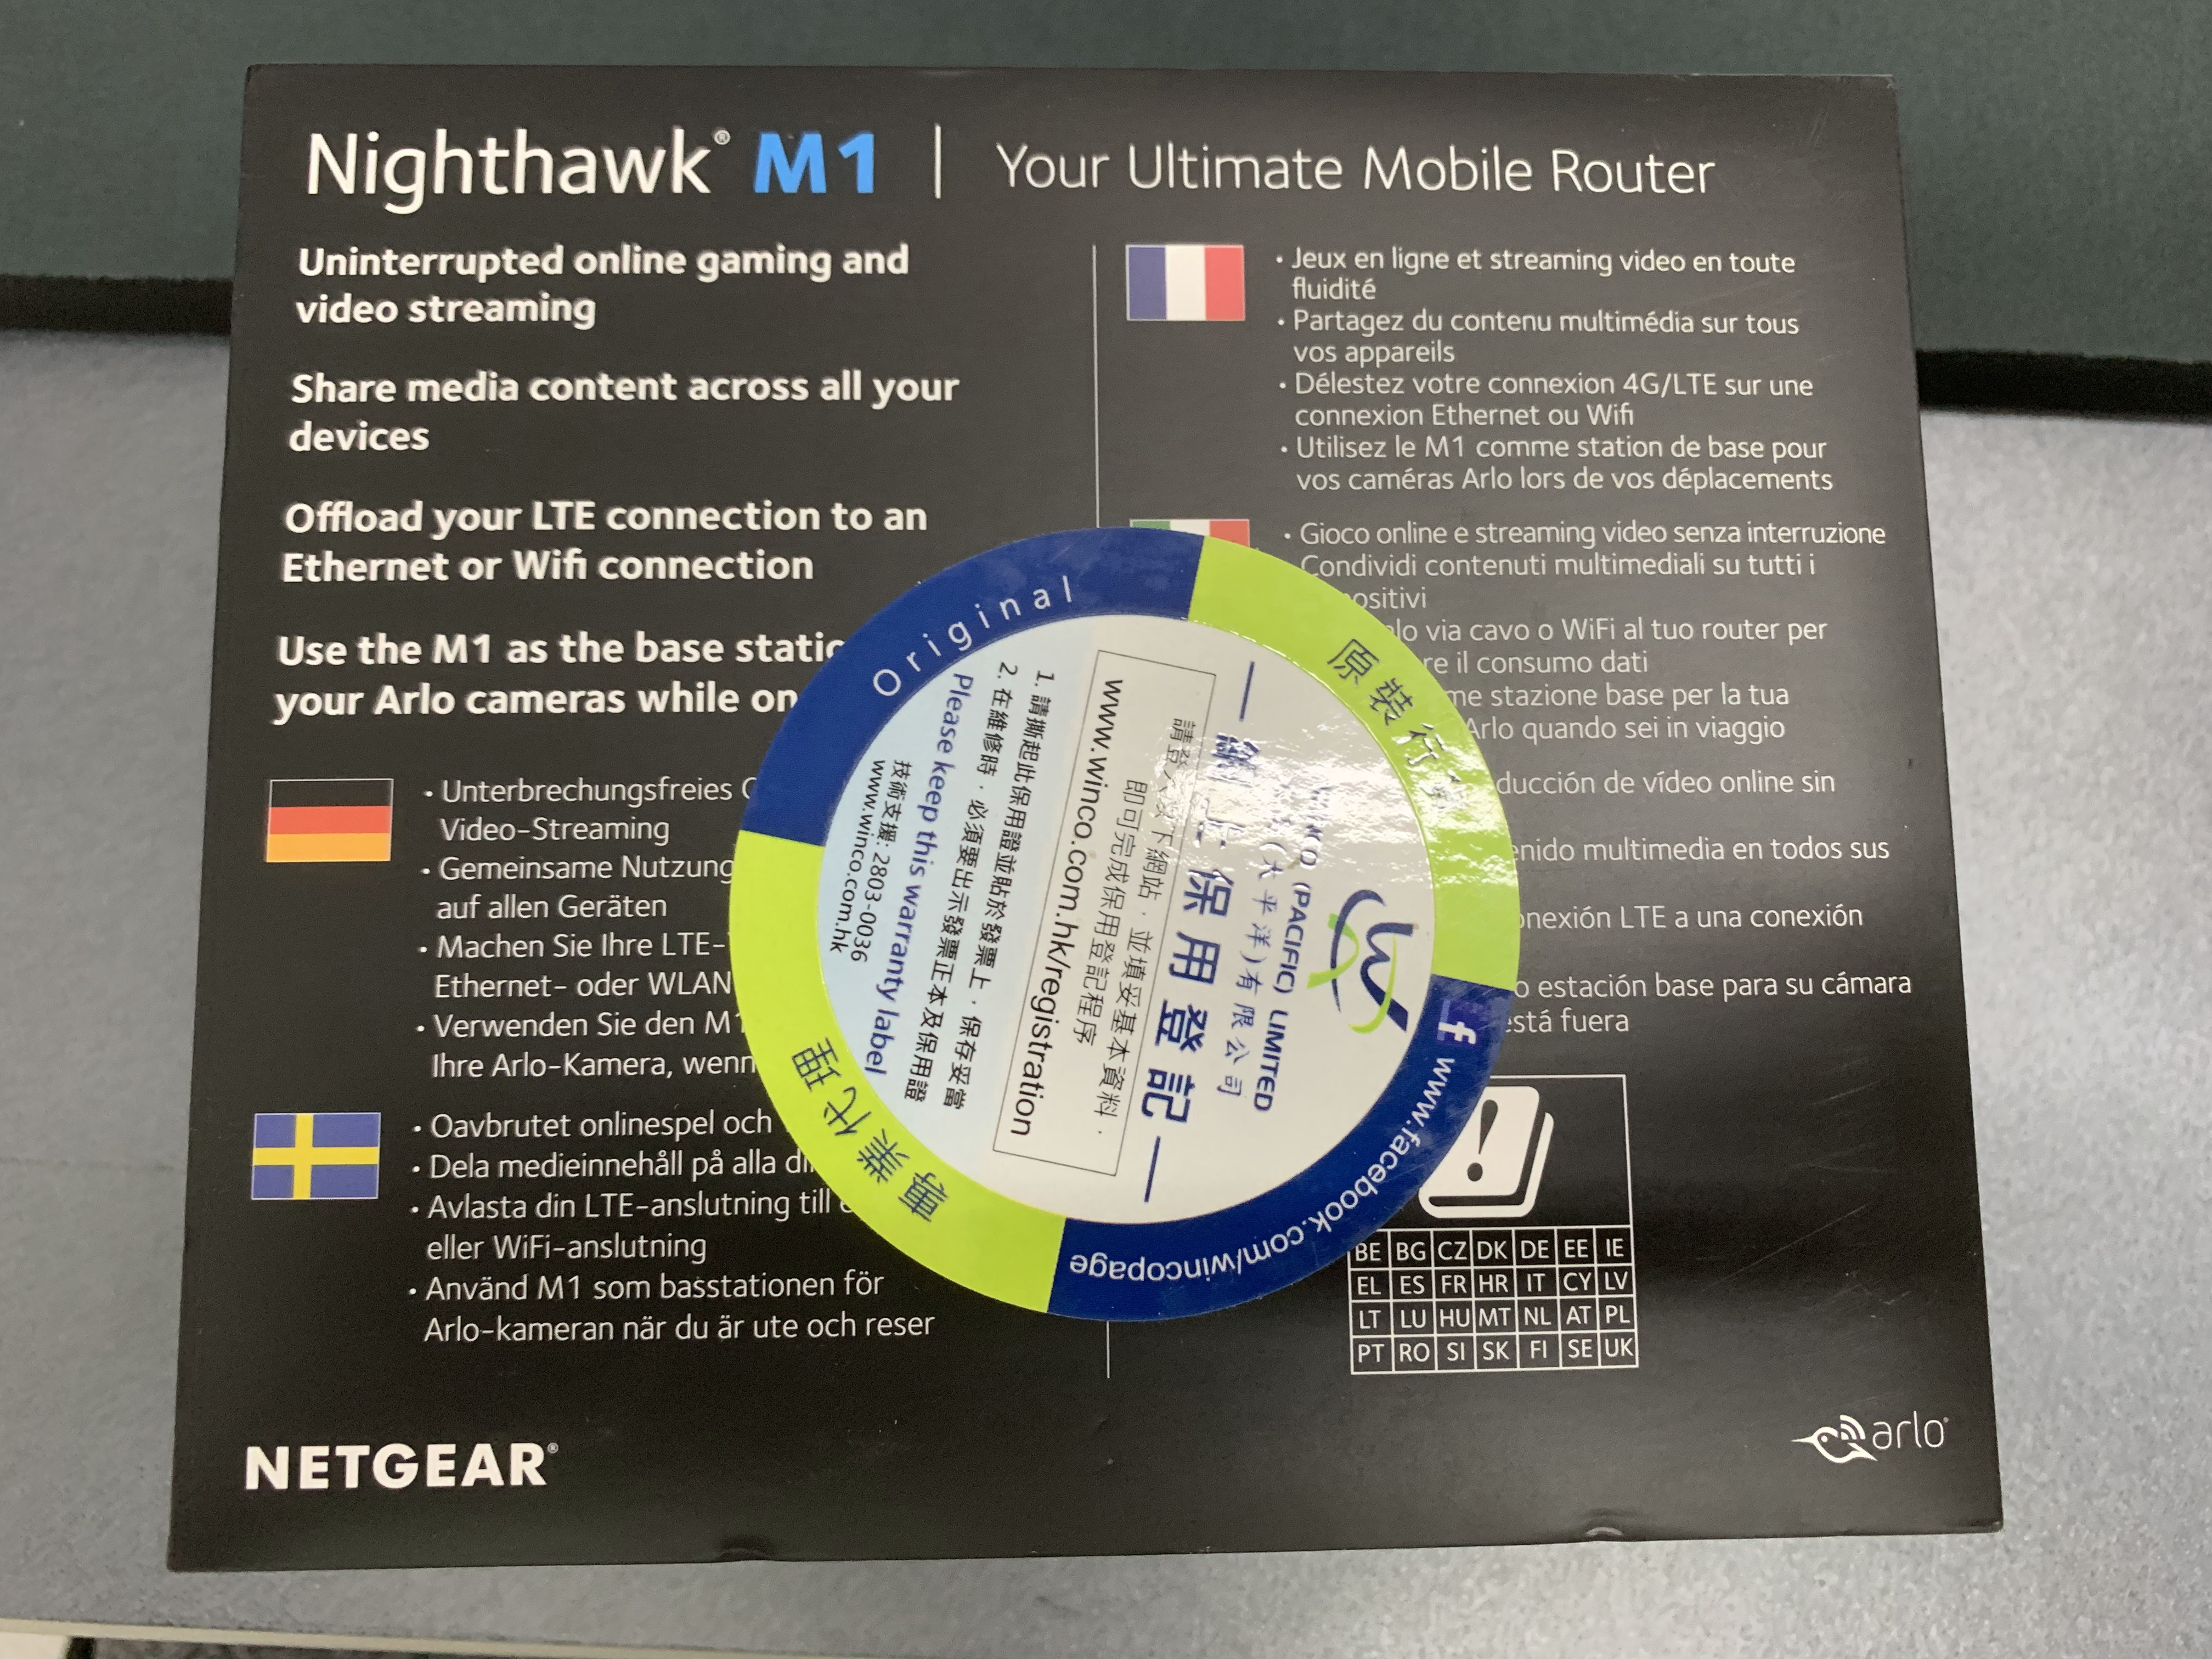 Nighthawk® M1 | Your Ultimate Mobile Router
Uninterrupted online gaming and
video streaming
Share media content across all your
devices
Offload your LTE connection to an
Ethernet or Wifi connection
Use the M1 as the base
your Arlo cameras while on
• Unterbrechungsfreies
Video-Streaming
• Gemeinsame Nutzung
auf allen Geräten
• Machen Sie Ihre LTE-
Ethernet- oder WLAN
• Verwenden Sie den M1
Ihre Arlo-Kamera, wenn
• Oavbrutet onlinespel och
• Dela medieinnehåll på alla
• Avlasta din LTE-anslutning till
eller WiFi-anslutning
• Använd M1 som basstationen för
Arlo-kameran när du är ute och reser
NETGEAR®
• Jeux en ligne et streaming video en toute
fluidité
• Partagez du contenu multimédia sur tous
vos appareils
• Délestez votre connexion 4G/LTE sur une
connexion Ethernet ou Wifi
• Utilisez le M1 comme station de base pour
vos caméras Arlo lors de vos déplacements
• Gioco online e streaming video senza interruzione
Condividi contenuti multimediali su tutti i
via cavo o WiFi al tuo router per
il consumo dati
stazione base per la tua
Arlo quando sei in viaggio
de vídeo online sin
multimedia en todos sus
LTE a una conexión
estación base para su cámara
fuera
BE BG CZ DK DE EE IE
EL ES FR HR IT CY LV
LT LU HU MT NL AT PL
PT RO SI SK FI SE UK
arlo®
Original
原裝行貨
專業代理
www.facebook.com/wincopage
WINCO (PACIFIC) LIMITED
(太平洋)有限公司
網上保用登記
請登入以下網站，並填妥基本資料，
即可完成保用登記程序
www.winco.com.hk/registration
1. 請撕起此保用證並貼於發票上，保存妥當
2. 在維修時，必須要出示發票正本及保用證
Please keep this warranty label
技術支援: 2803-0036
www.winco.com.hk